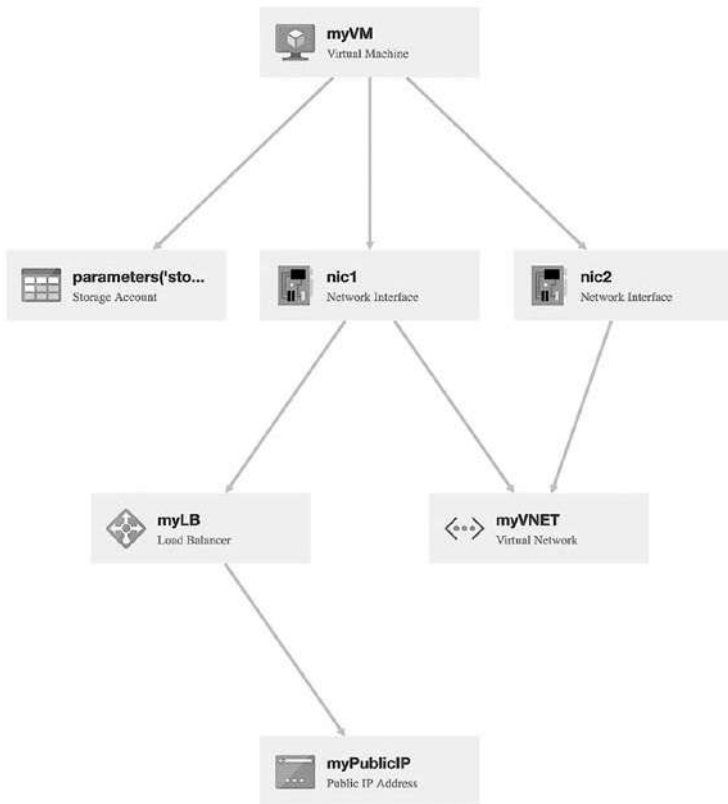 myVM
Virtual Machine
parameters('sto...
Storage Account
nic1
Network Interface
nic2
Network Interface
myLB
Load Balancer
myVNET
Virtual Network
myPublicIP
Public IP Address